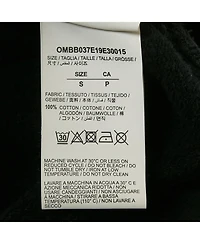 OMBB037E19E30015
SIZE / TAGLIA / TAILLE / TALLA / GRÖSSE /
SIZE CA
S P
FABRIC / TESSUTO / TISSUS / TEJIDO /
100% COTTON / COTONE / COTON /
ALGODÓN / BAUMWOLLE / 棉
30
MACHINE WASH AT 30°C OR LESS ON
REDUCED CYCLE / DO NOT BLEACH / DO
NOT TUMBLE DRY / IRON AT LOW
TEMPERATURE (110°C) / DO NOT DRY CLEAN
LAVARE A MACCHINA IN ACQUA A 30° C E
AZIONE MECCANICA RIDOTTA / NON
CANDEGGIARE / NON ASCIUGARE A
MACCHINA / STIRARE A BASSA
TEMPERATURA (110° C) / NON LAVARE A
SECCO